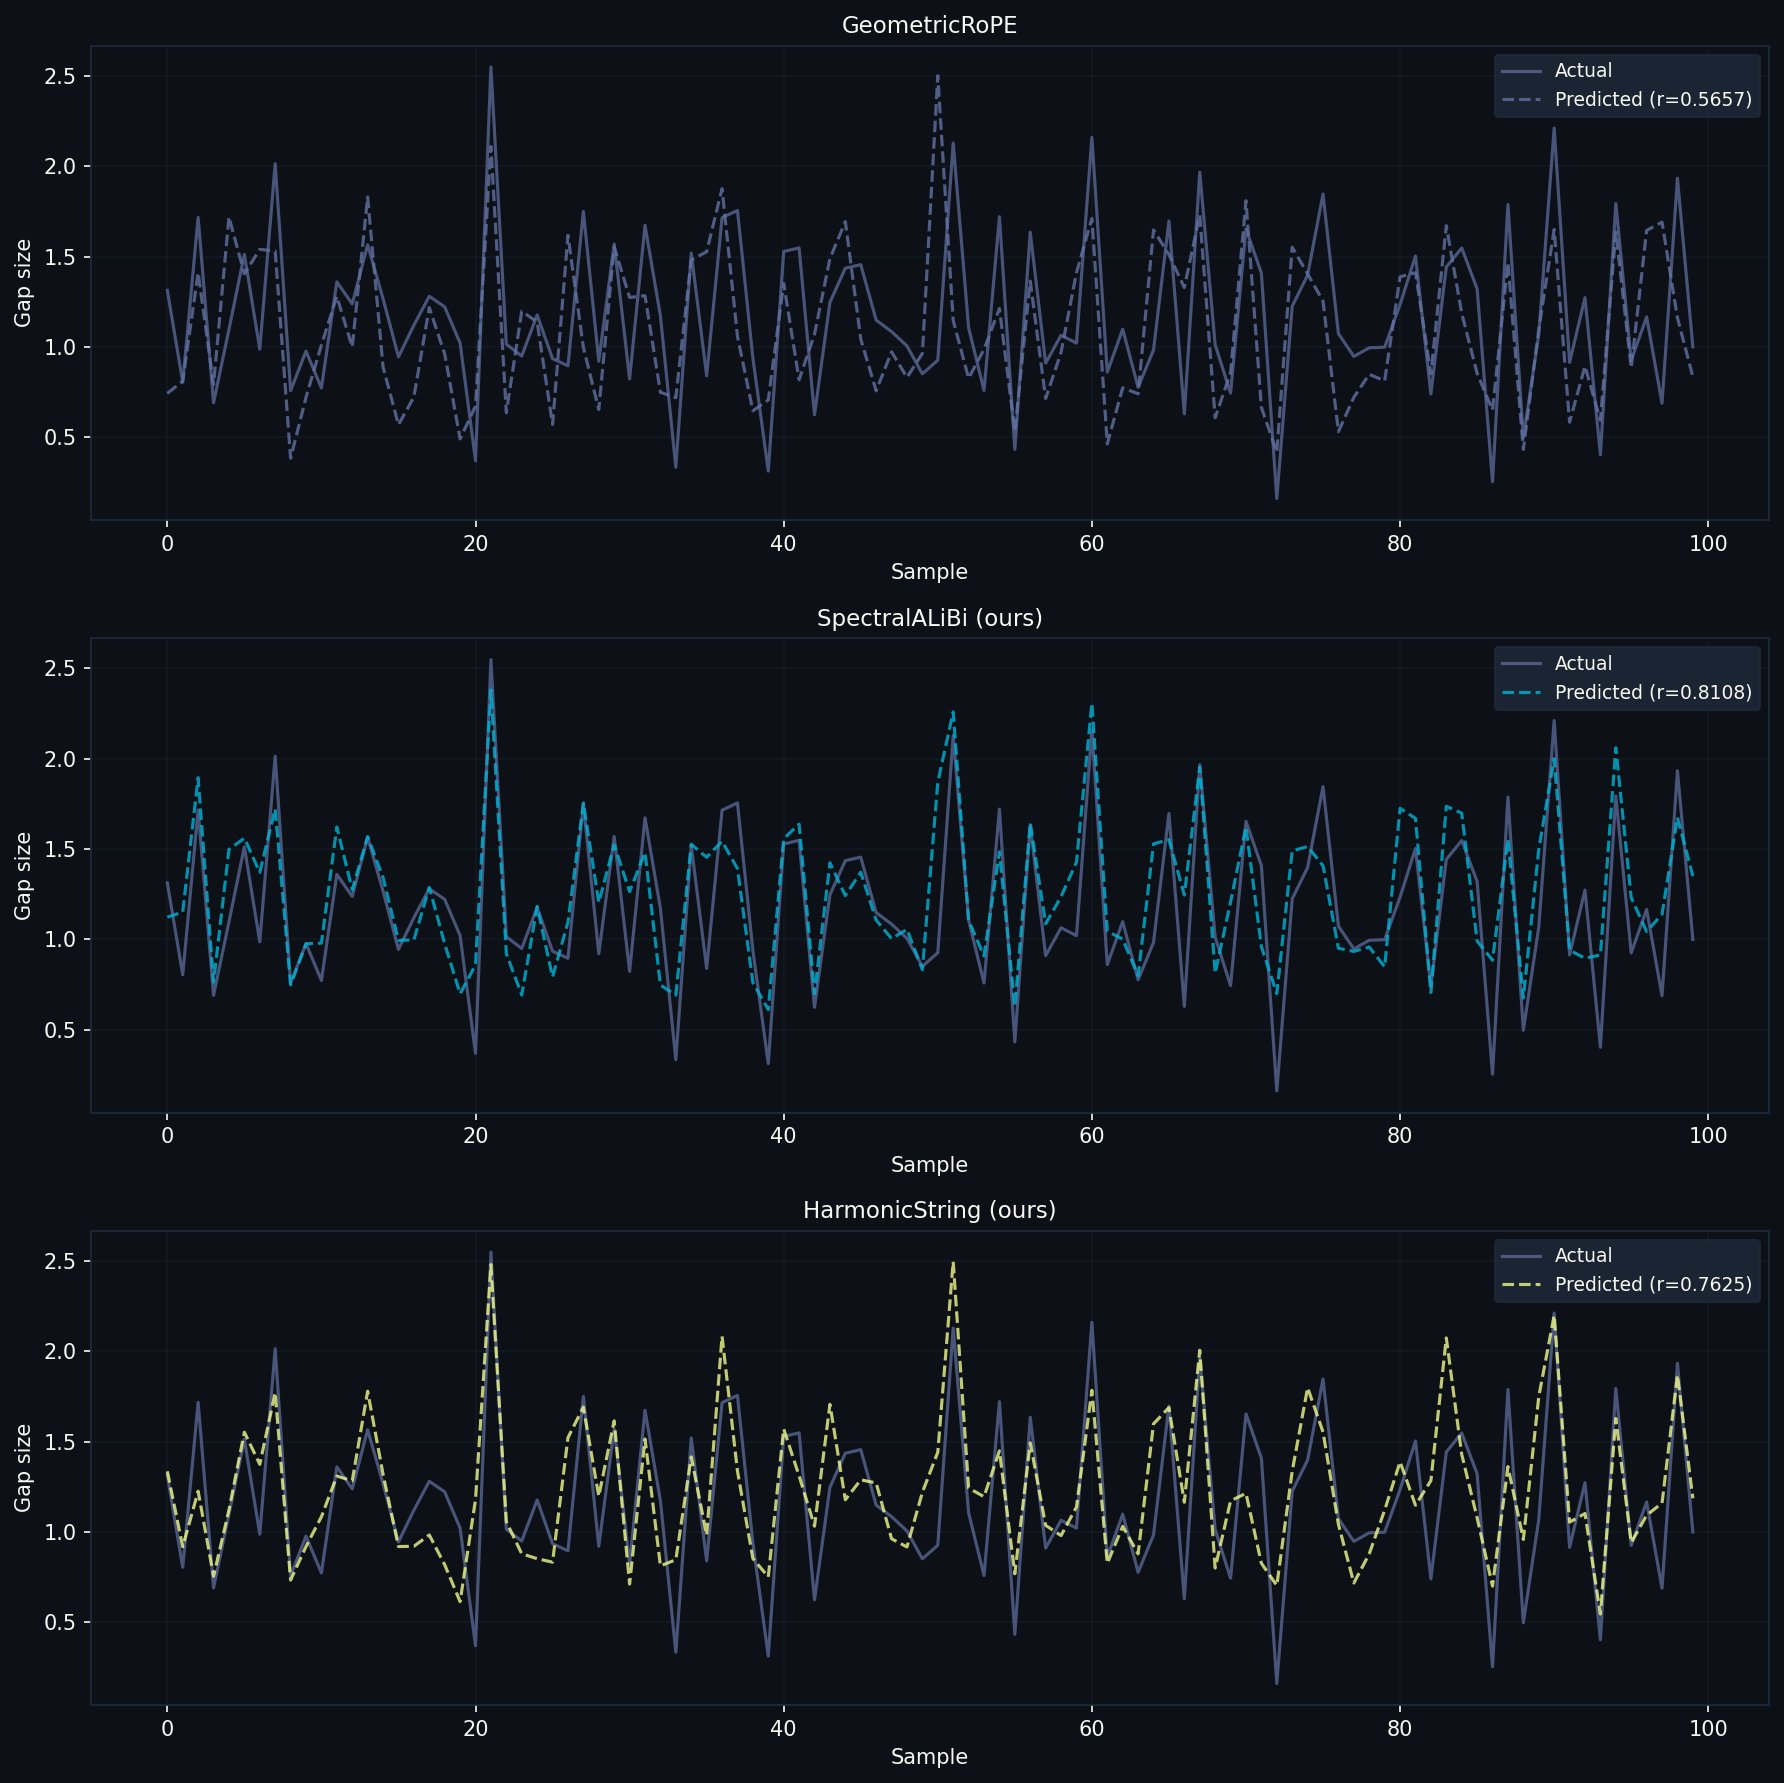 GeometricRoPE
Actual
Predicted (r=0.5657)
Gap size
2.5
2.0
1.5
1.0
0.5
0 20 40 60 80 100
Sample
SpectralALiBi (ours)
Actual
Predicted (r=0.8108)
Gap size
2.5
2.0
1.5
1.0
0.5
0 20 40 60 80 100
Sample
HarmonicString (ours)
Actual
Predicted (r=0.7625)
Gap size
2.5
2.0
1.5
1.0
0.5
0 20 40 60 80 100
Sample